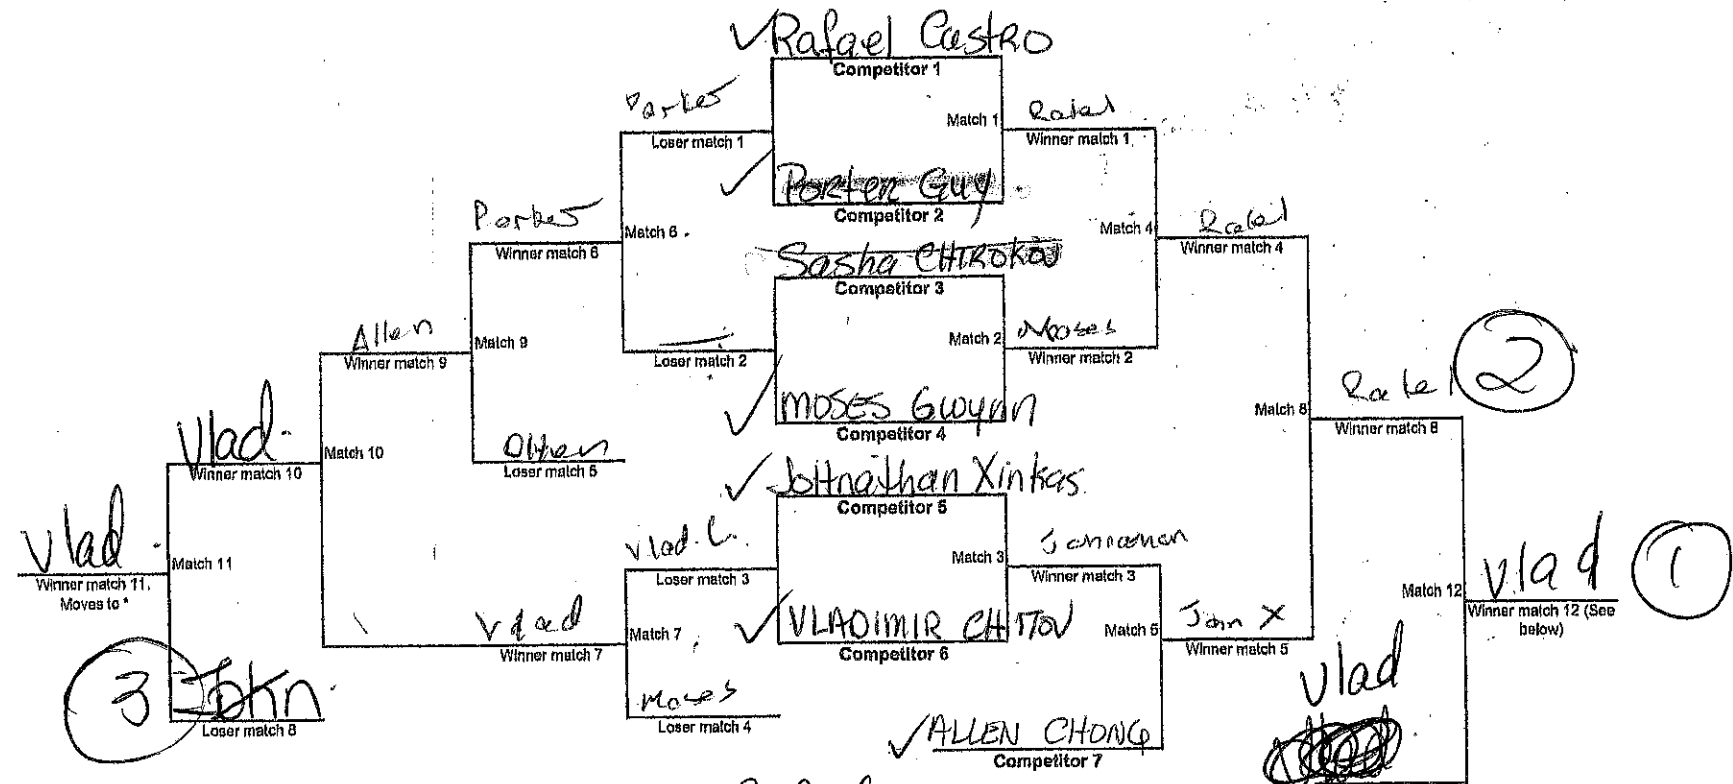 ✓ Rafael Castro
Competitor 1
Loser match 1
Match 1
Rafael
Winner match 1
✓ Porter Guy
Competitor 2
Winner match 6
Match 6
Match 4
Winner match 4
Sasha CHIROKOV
Competitor 3
Allen
Winner match 9
Match 9
Loser match 2
Match 2
Moses
Winner match 2
✓ MOSES Gwynn
Competitor 4
Match 8
Winner match 8
2
Vlad
Winner match 10
Match 10
Loser match 5
✓ JoHnathan Xinkas
Competitor 5
Vlad
Winner match 11.
Moves to *
Match 11
Vlad C.
Loser match 3
Match 3
Winner match 3
Vlad
Winner match 7
Match 7
✓ VLADIMIR CHITOV
Competitor 6
Match 5
Jon X
Winner match 5
Match 12
Vlad
Winner match 12 (See
below)
1
3
John
Loser match 8
Moses
Loser match 4
✓ ALLEN CHONG
Competitor 7
Vlad